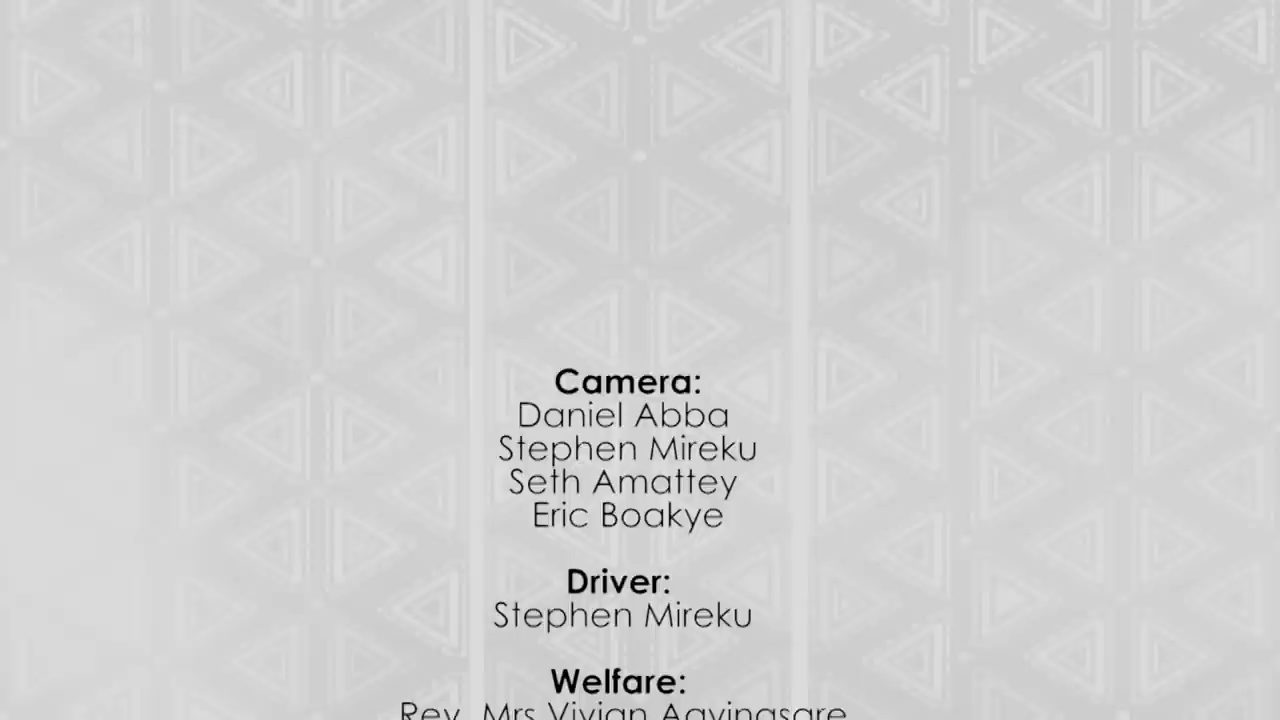 Camera:
Daniel Abba
Stephen Mireku
Seth Amattey
Eric Boakye
Driver:
Stephen Mireku
Welfare:
Rev. Mrs Vivian